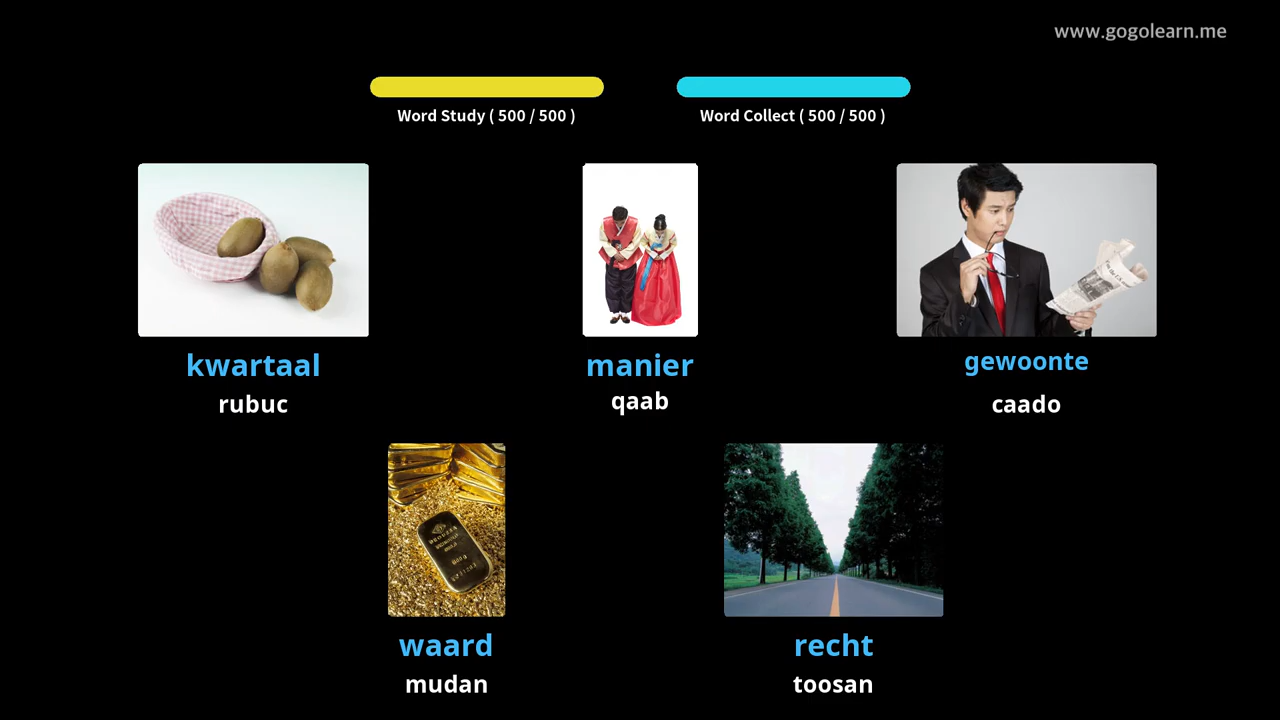 www.gogolearn.me
Word Study ( 500 / 500 )
Word Collect ( 500 / 500 )
kwartaal
rubuc
manier
qaab
gewoonte
caado
waard
mudan
recht
toosan